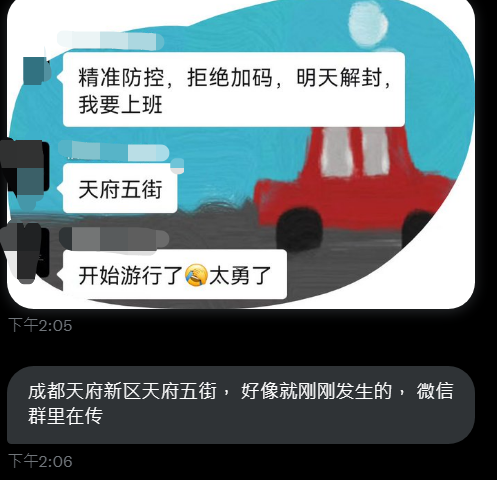 精准防控，拒绝加码，明天解封，
我要上班
天府五街
开始游行了😂太勇了
下午2:05
成都天府新区天府五街， 好像就刚刚发生的， 微信
群里在传
下午2:06